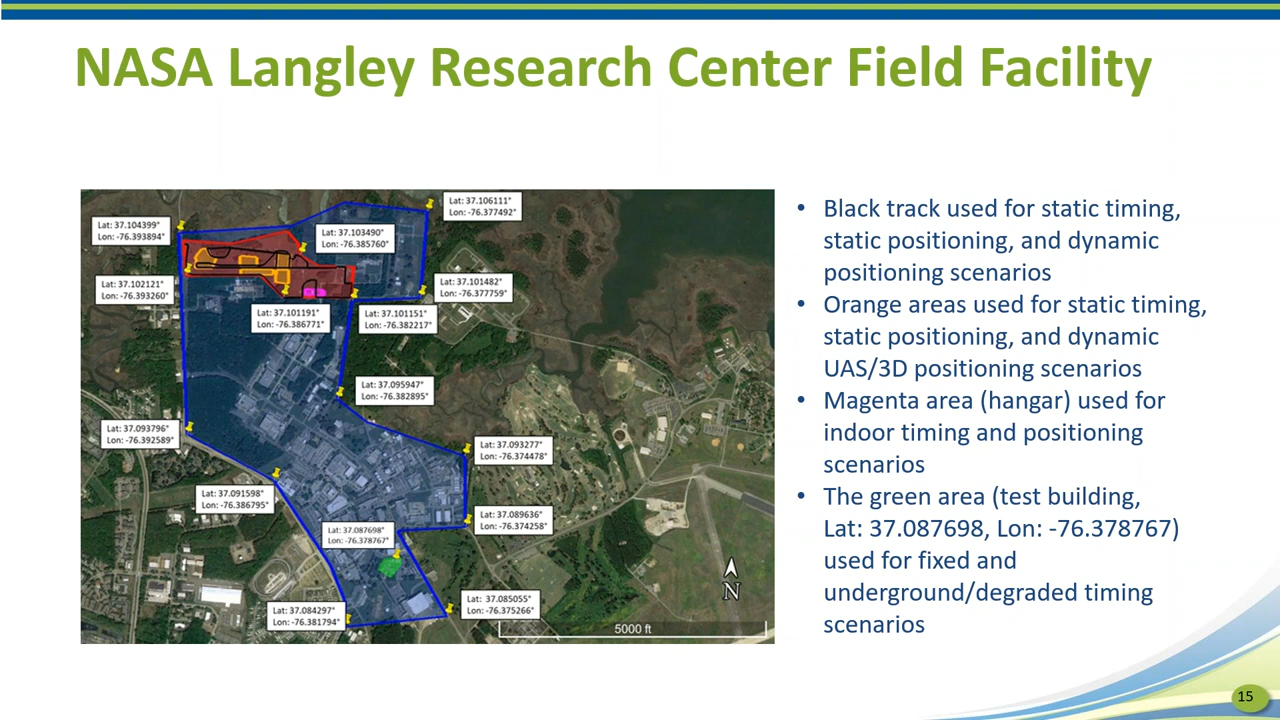 NASA Langley Research Center Field Facility
Lat: 37.106111°
Lon: -76.377492°
Lat: 37.104399°
Lon: -76.393894°
Lat: 37.103490°
Lon: -76.385760°
Lat: 37.102121°
Lon: -76.393260°
Lat: 37.101482°
Lon: -76.377759°
Lat: 37.101191°
Lon: -76.386771°
Lat: 37.101151°
Lon: -76.382217°
Lat: 37.095947°
Lon: -76.382895°
Lat: 37.093796°
Lon: -76.392589°
Lat: 37.093277°
Lon: -76.374478°
Lat: 37.091598°
Lon: -76.386795°
Lat: 37.089636°
Lon: -76.374258°
Lat: 37.087698°
Lon: -76.378767°
Lat: 37.084297°
Lon: -76.381794°
Lat: 37.085055°
Lon: -76.375266°
N
5000 ft
• Black track used for static timing,
static positioning, and dynamic
positioning scenarios
• Orange areas used for static timing,
static positioning, and dynamic
UAS/3D positioning scenarios
• Magenta area (hangar) used for
indoor timing and positioning
scenarios
• The green area (test building,
Lat: 37.087698, Lon: -76.378767)
used for fixed and
underground/degraded timing
scenarios
15